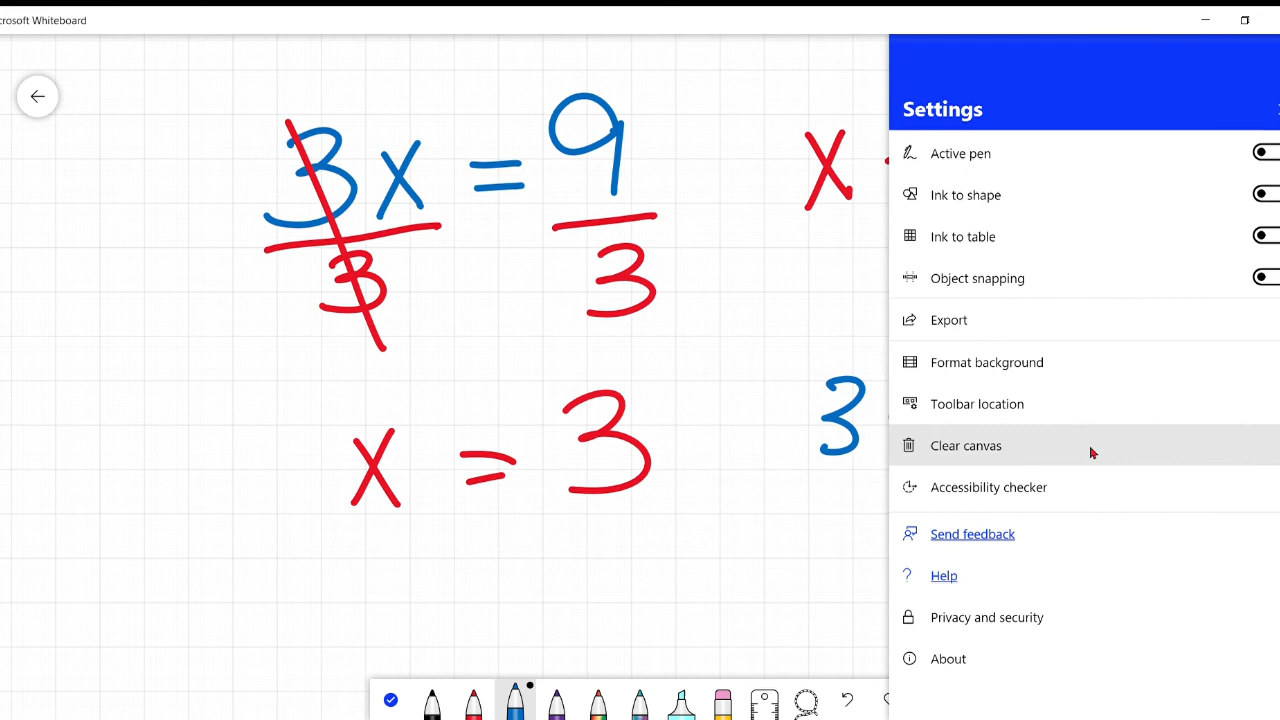 crosoft Whiteboard
3x = 9
3 3
x = 3
x
3
Settings
Active pen
Ink to shape
Ink to table
Object snapping
Export
Format background
Toolbar location
Clear canvas
Accessibility checker
Send feedback
Help
Privacy and security
About